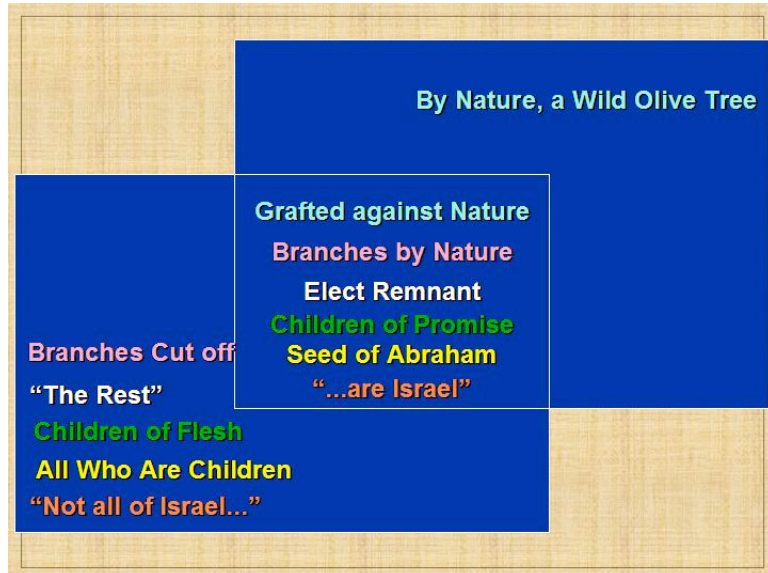 By Nature, a Wild Olive Tree
Grafted against Nature
Branches by Nature
Elect Remnant
Children of Promise
Seed of Abraham
“...are Israel”
Branches Cut off
“The Rest”
Children of Flesh
All Who Are Children
“Not all of Israel...”